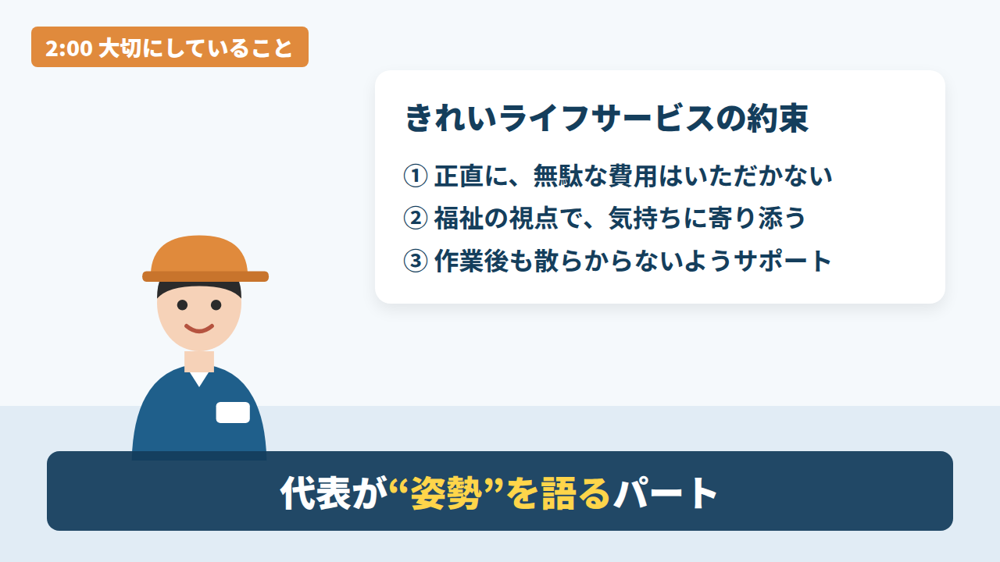 2:00 大切にしていること
きれいライフサービスの約束
① 正直に、無駄な費用はいただかない
② 福祉の視点で、気持ちに寄り添う
③ 作業後も散らからないようサポート
代表が“姿勢”を語るパート